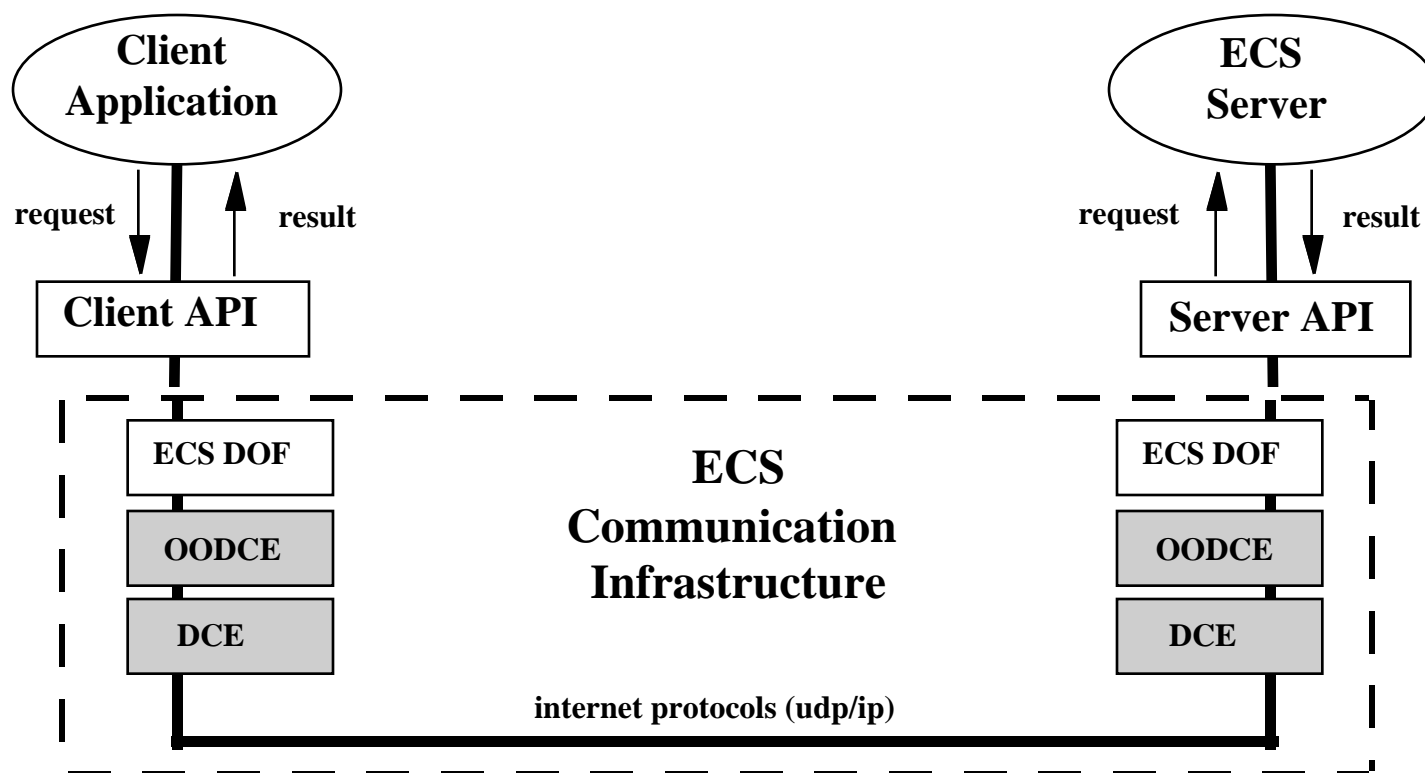 Client
Application
ECS
Server
request
result
request
result
Client API
Server API
ECS DOF
ECS
Communication
Infrastructure
ECS DOF
OODCE
OODCE
DCE
DCE
internet protocols (udp/ip)